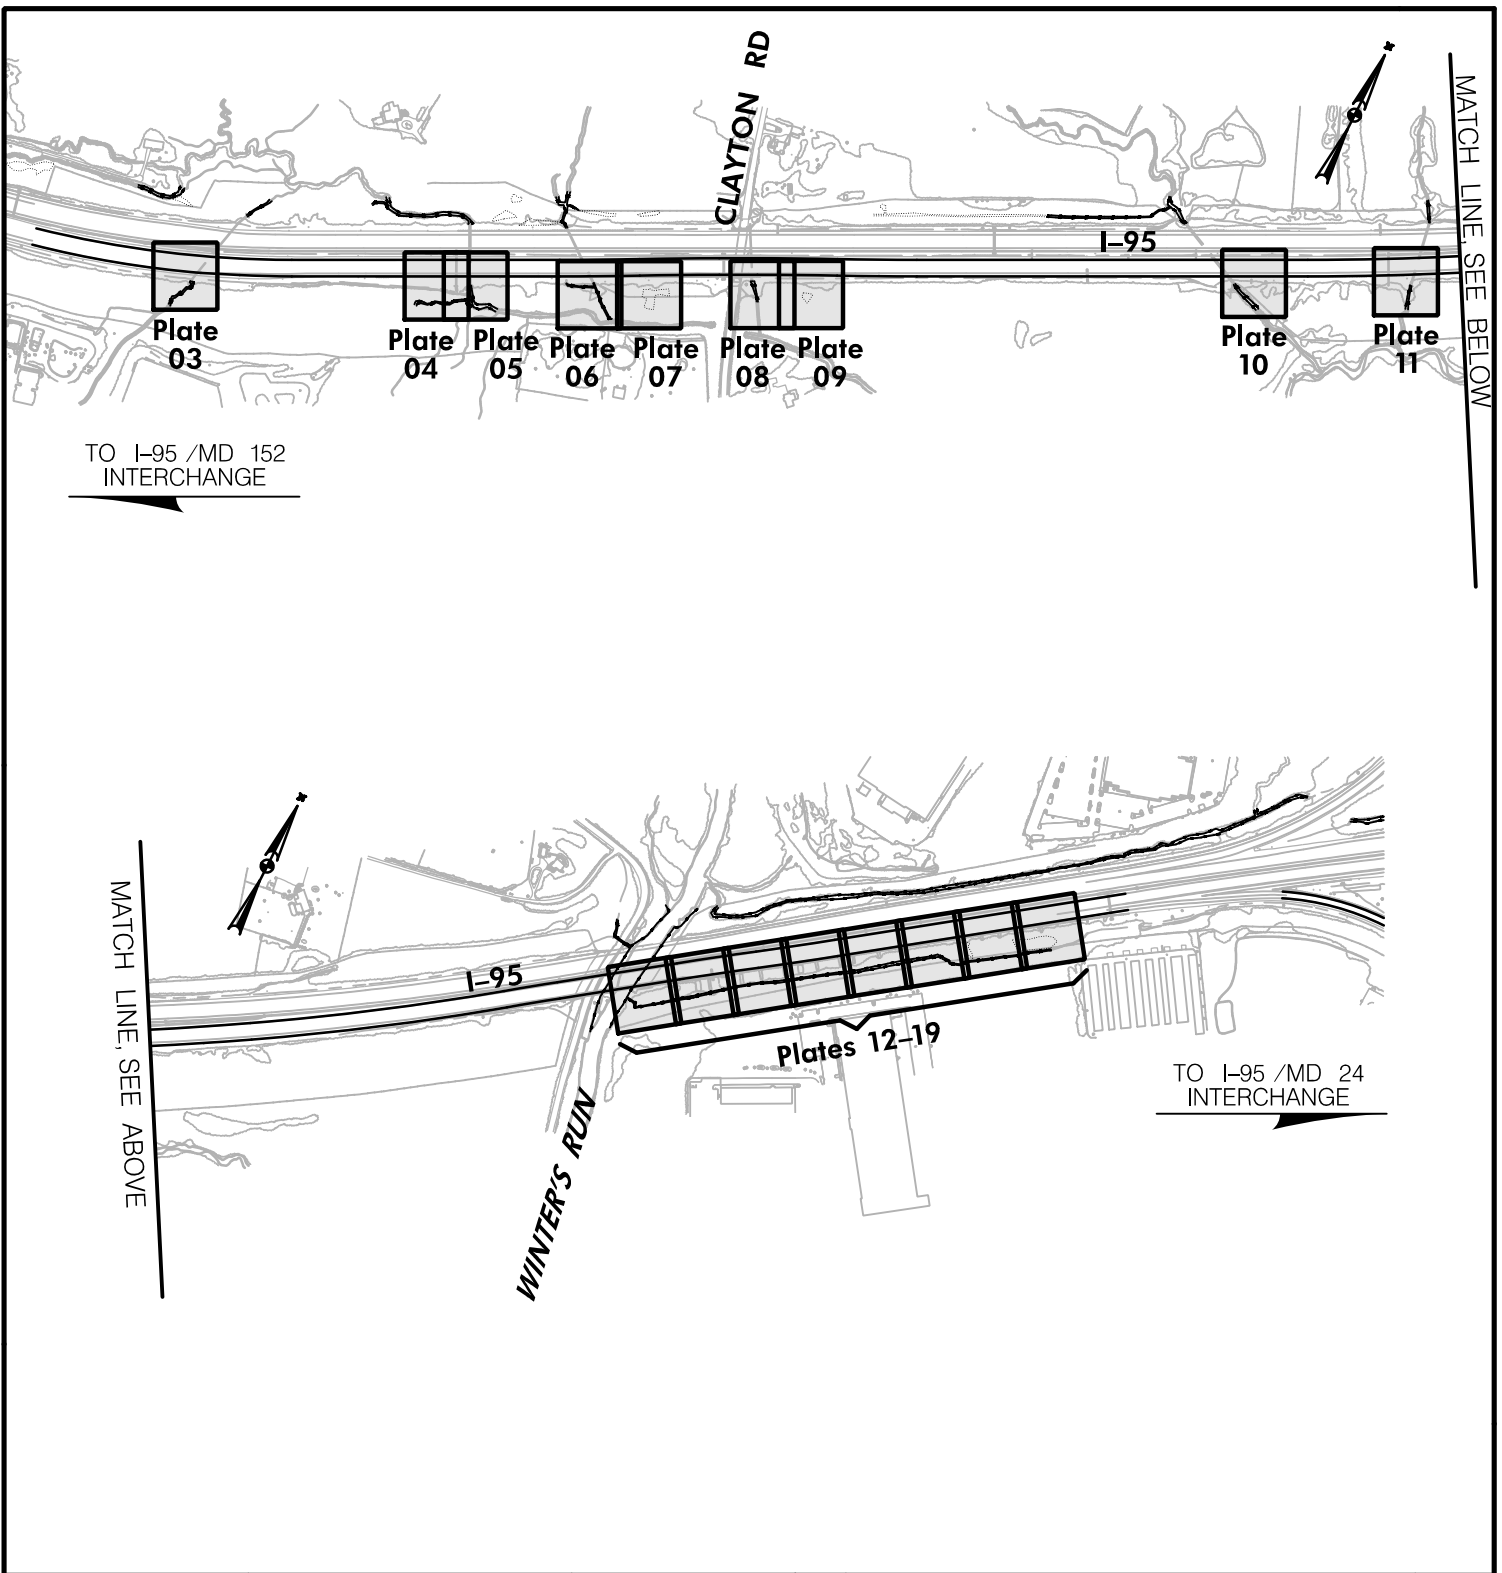 CLAYTON RD
MATCH LINE, SEE BELOW
I-95
Plate
03
Plate
04
Plate
05
Plate
06
Plate
07
Plate
08
Plate
09
Plate
10
Plate
11
TO I-95 /MD 152
INTERCHANGE
MATCH LINE, SEE ABOVE
I-95
Plates 12-19
WINTER'S RUN
TO I-95 /MD 24
INTERCHANGE